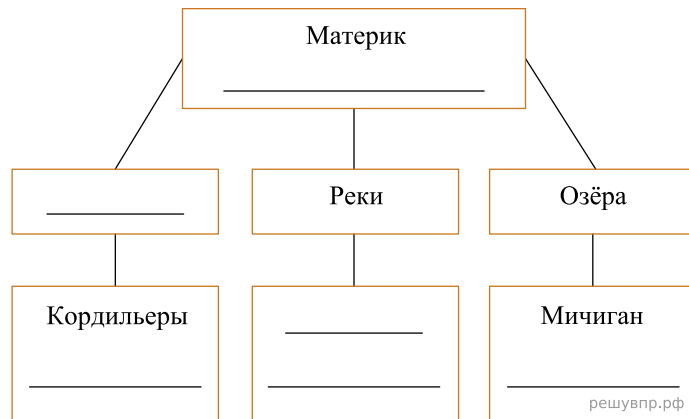 Материк
Реки
Озёра
Кордильеры
Мичиган
решувпр.рф